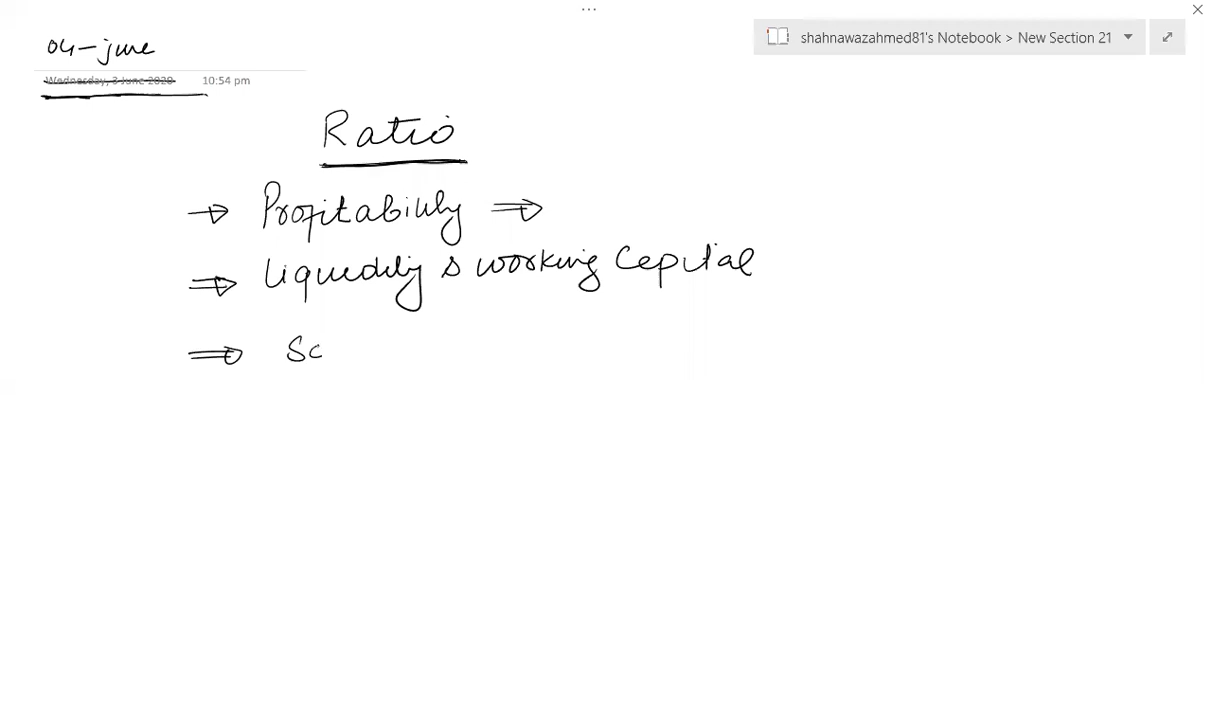 ...
shahnawazahmed81's Notebook > New Section 21
04-june
Wednesday, 3 June 2020 10:54 pm
Ratio
→ Profitability ⇒
⇒ Liquidity & working Capital
⇒ So